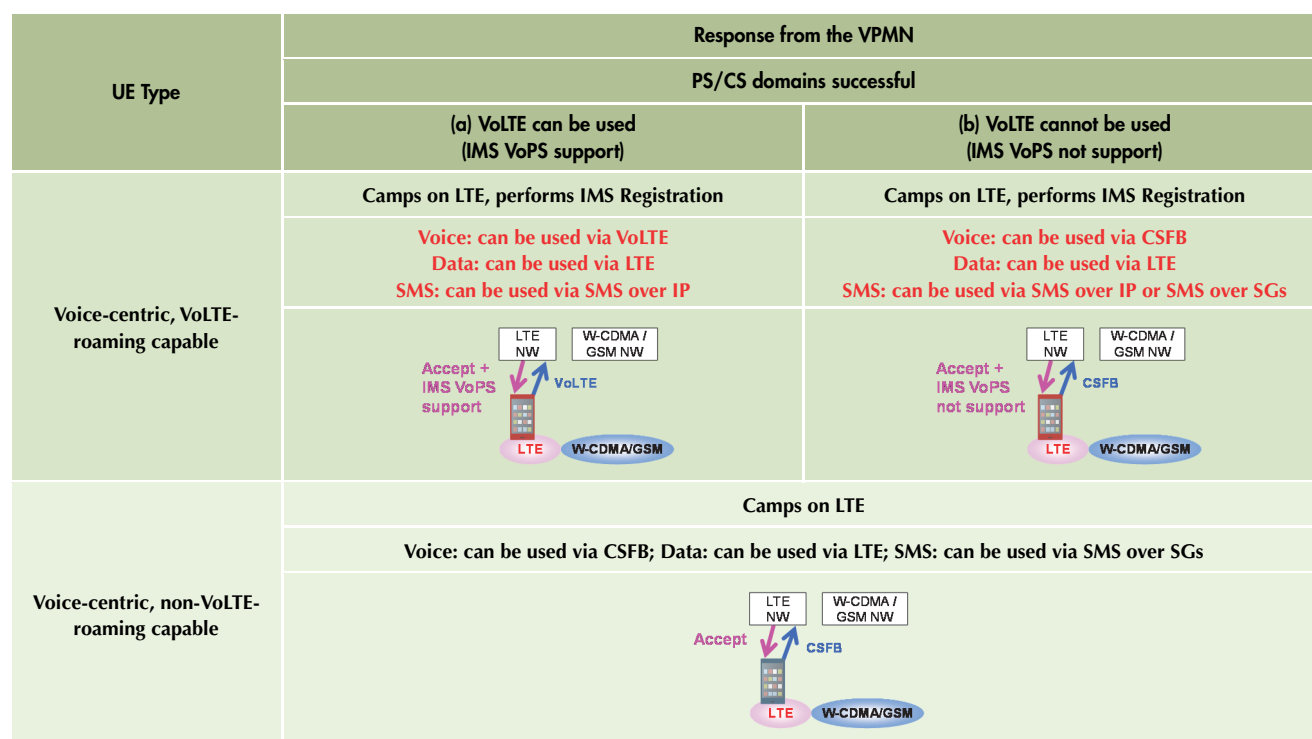 UE Type
Response from the VPMN
PS/CS domains successful
(a) VoLTE can be used
(IMS VoPS support)
(b) VoLTE cannot be used
(IMS VoPS not support)
Voice-centric, VoLTE-
roaming capable
Camps on LTE, performs IMS Registration
Camps on LTE, performs IMS Registration
Voice: can be used via VoLTE
Data: can be used via LTE
SMS: can be used via SMS over IP
Voice: can be used via CSFB
Data: can be used via LTE
SMS: can be used via SMS over IP or SMS over SGs
LTE
NW
W-CDMA /
GSM NW
Accept +
IMS VoPS
support
VoLTE
LTE
W-CDMA/GSM
LTE
NW
W-CDMA /
GSM NW
Accept +
IMS VoPS
not support
CSFB
LTE
W-CDMA/GSM
Voice-centric, non-VoLTE-
roaming capable
Camps on LTE
Voice: can be used via CSFB; Data: can be used via LTE; SMS: can be used via SMS over SGs
LTE
NW
W-CDMA /
GSM NW
Accept
CSFB
LTE
W-CDMA/GSM